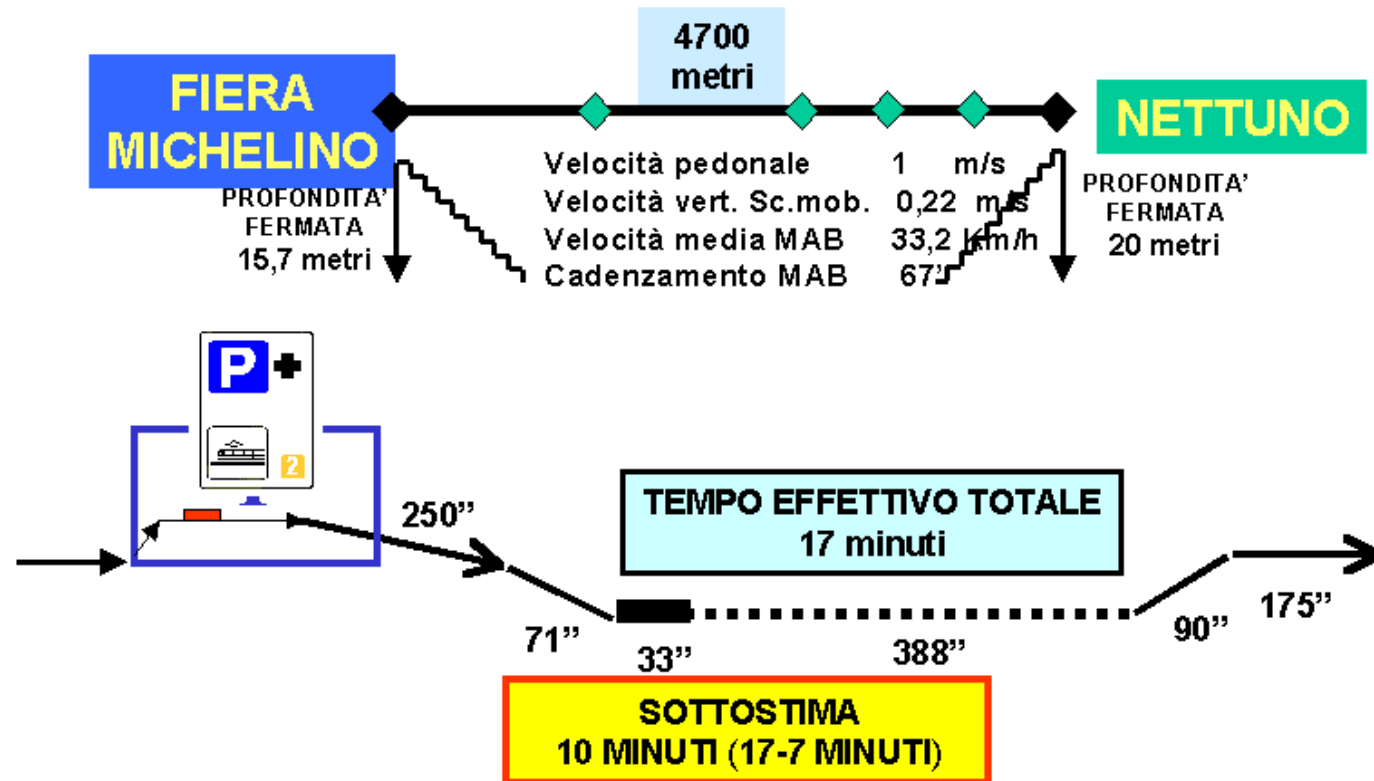 4700
metri
FIERA
MICHELINO
NETTUNO
Velocità pedonale 1 m/s
Velocità vert. Sc.mob. 0,22 m/s
Velocità media MAB 33,2 Km/h
Cadenzamento MAB 67"
PROFONDITA'
FERMATA
15,7 metri
PROFONDITA'
FERMATA
20 metri
P
2
250”
TEMPO EFFETTIVO TOTALE
17 minuti
71”
33”
388”
90”
175”
SOTTOSTIMA
10 MINUTI (17-7 MINUTI)